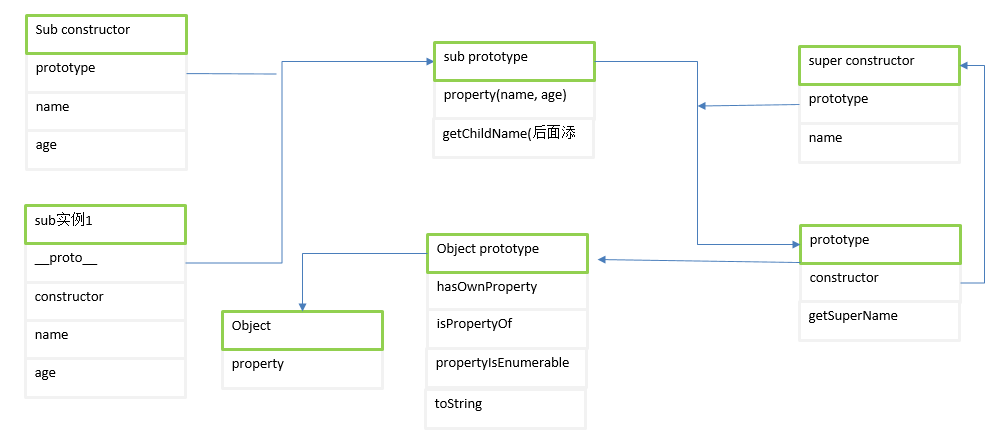 Sub constructor
prototype
name
age
sub实例1
__proto__
constructor
name
age
sub prototype
property(name, age)
getChildName(后面添
super constructor
prototype
name
prototype
constructor
getSuperName
Object prototype
hasOwnProperty
isPropertyOf
propertyIsEnumerable
toString
Object
property